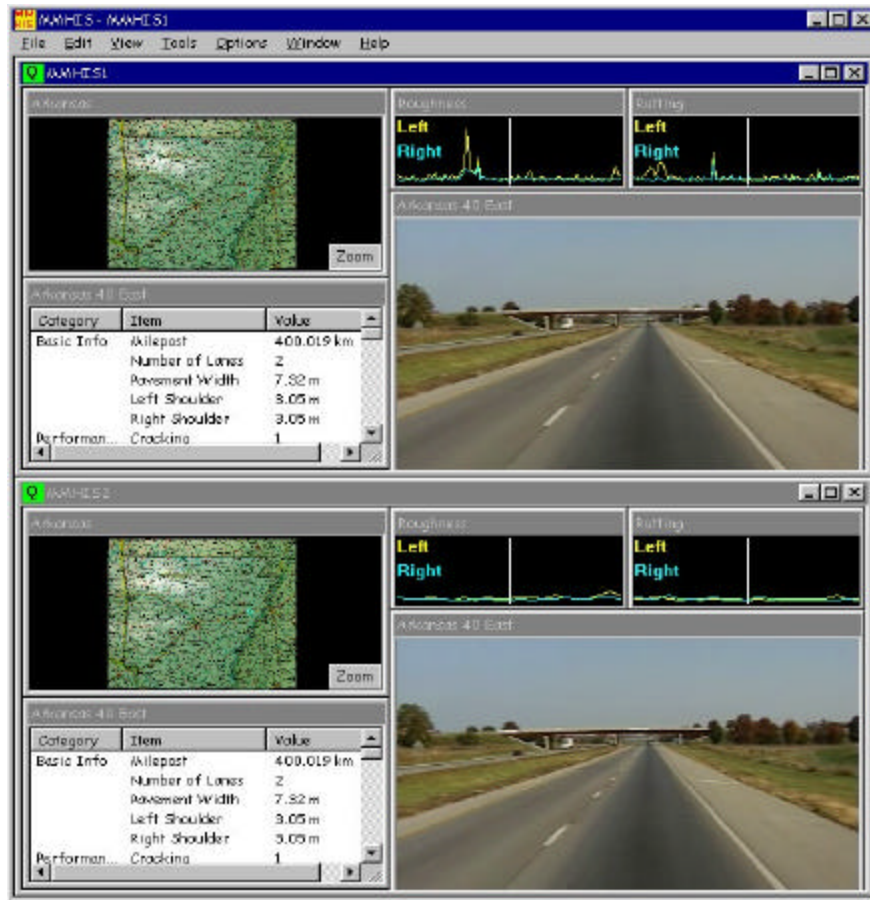 MMHIS - MMHIS1
File Edit View Tools Options Window Help
MMHIS1
Arkansas
Zoom
Roughness
Left
Right
Rutting
Left
Right
Arkansas 40 East
Arkansas 40 East
Category Item Value
Basic Info Milepost 400.019 km
Number of Lanes 2
Pavement Width 7.32 m
Left Shoulder 3.05 m
Right Shoulder 3.05 m
Performan... Cracking 1
MMHIS2
Arkansas
Zoom
Roughness
Left
Right
Rutting
Left
Right
Arkansas 40 East
Arkansas 40 East
Category Item Value
Basic Info Milepost 400.019 km
Number of Lanes 2
Pavement Width 7.32 m
Left Shoulder 3.05 m
Right Shoulder 3.05 m
Performan... Cracking 1